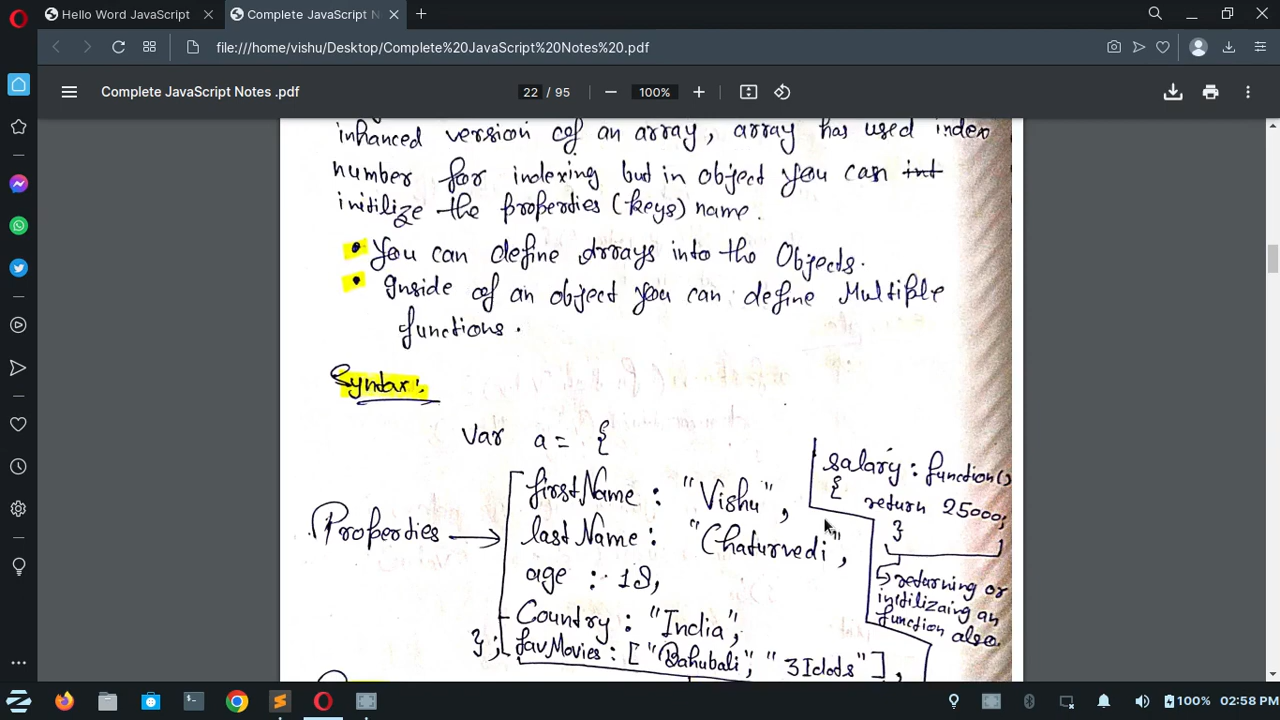 Hello Word JavaScript
Complete JavaScript N
file:///home/vishu/Desktop/Complete%20JavaScript%20Notes%20.pdf
Complete JavaScript Notes .pdf
22 / 95
100%
inhanced version of an array, array has used index
number for indexing but in object you can int
initilize the properties (keys) name.
• You can define Arrays into the Objects.
• Inside of an object you can define Multiple
functions.
Syntax:
Var a = {
Properties
firstName : "Vishu",
lastName : "Chaturvedi",
age : 18,
Country : "India",
favMovies : ["Bahubali", "3Idots"],
};
salary : function()
{ return 25000;
}
returning or
initilizaing an
function also.
100%
02:58 PM